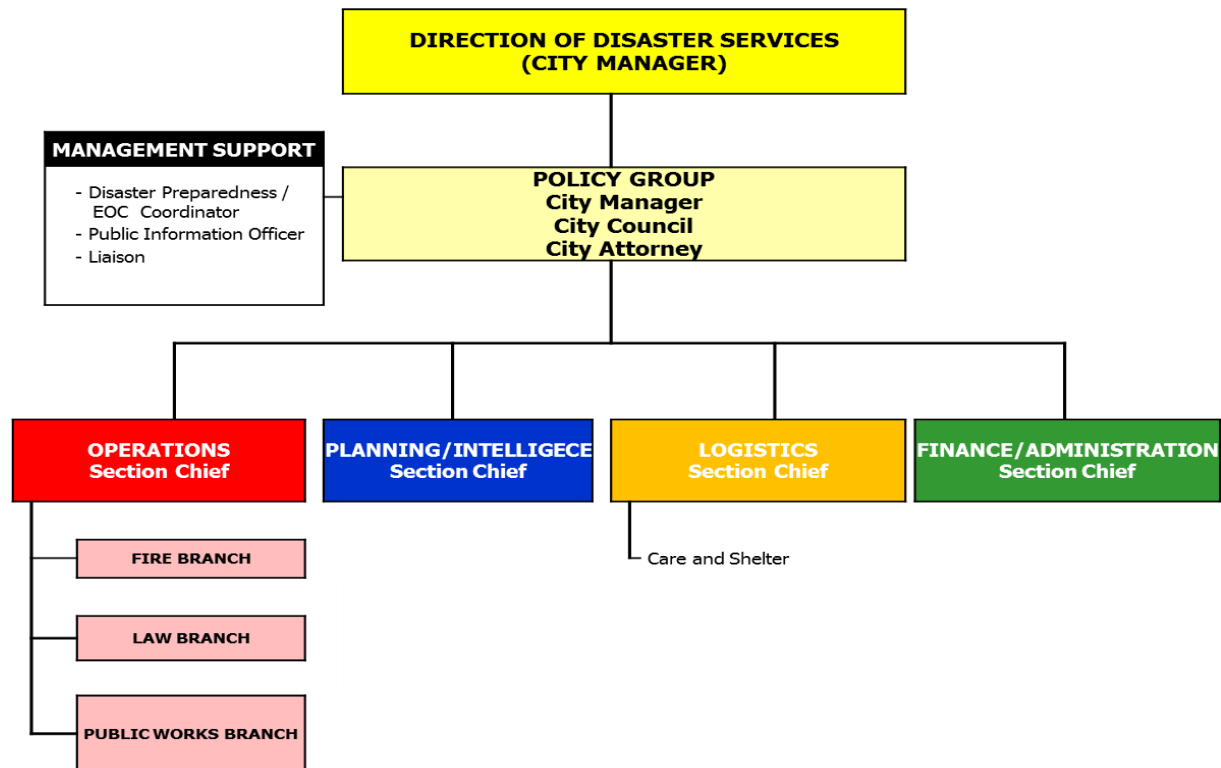 DIRECTION OF DISASTER SERVICES
(CITY MANAGER)
MANAGEMENT SUPPORT
- Disaster Preparedness /
EOC Coordinator
- Public Information Officer
- Liaison
POLICY GROUP
City Manager
City Council
City Attorney
OPERATIONS
Section Chief
PLANNING/INTELLIGECE
Section Chief
LOGISTICS
Section Chief
FINANCE/ADMINISTRATION
Section Chief
FIRE BRANCH
LAW BRANCH
PUBLIC WORKS BRANCH
Care and Shelter